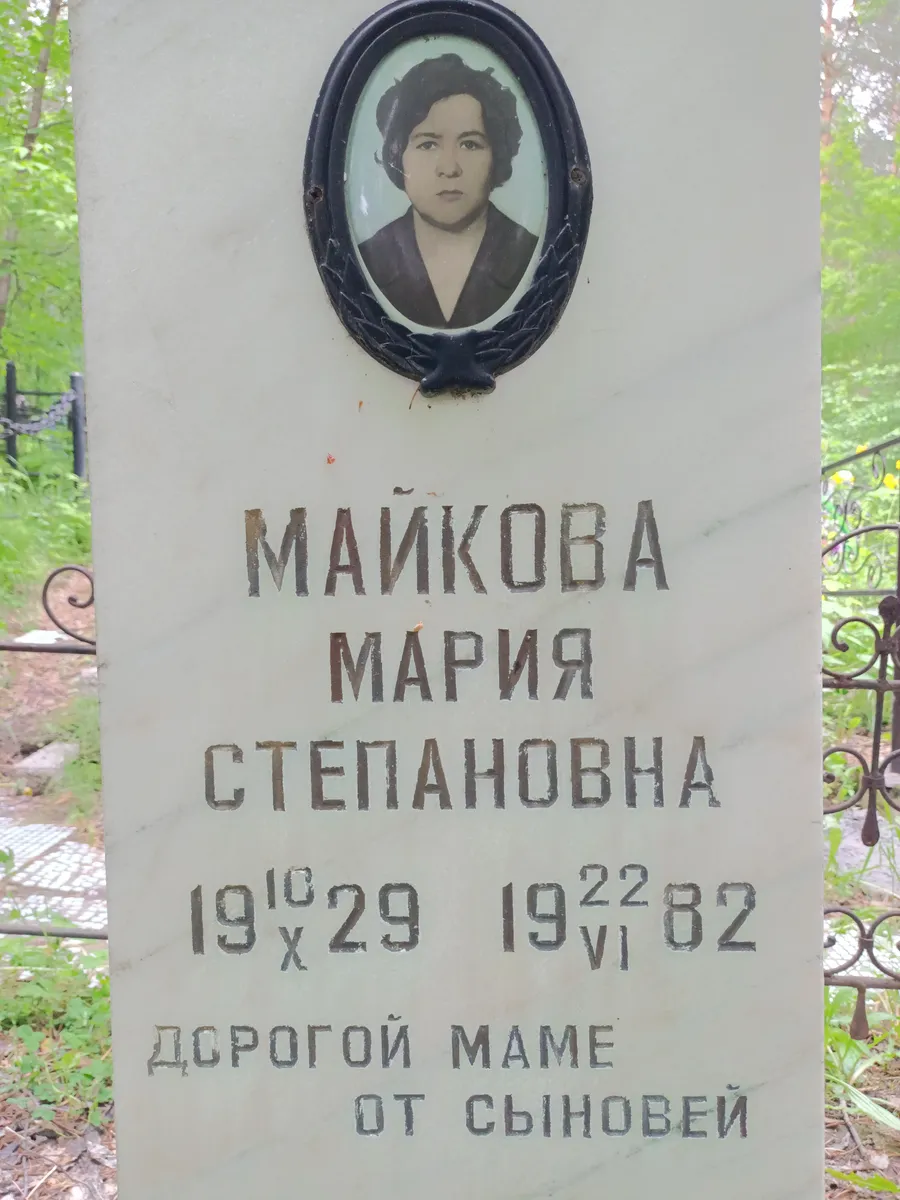 МАЙКОВА
МАРИЯ
СТЕПАНОВНА
19 10/X 29 19 22/VI 82
ДОРОГОЙ МАМЕ
ОТ СЫНОВЕЙ